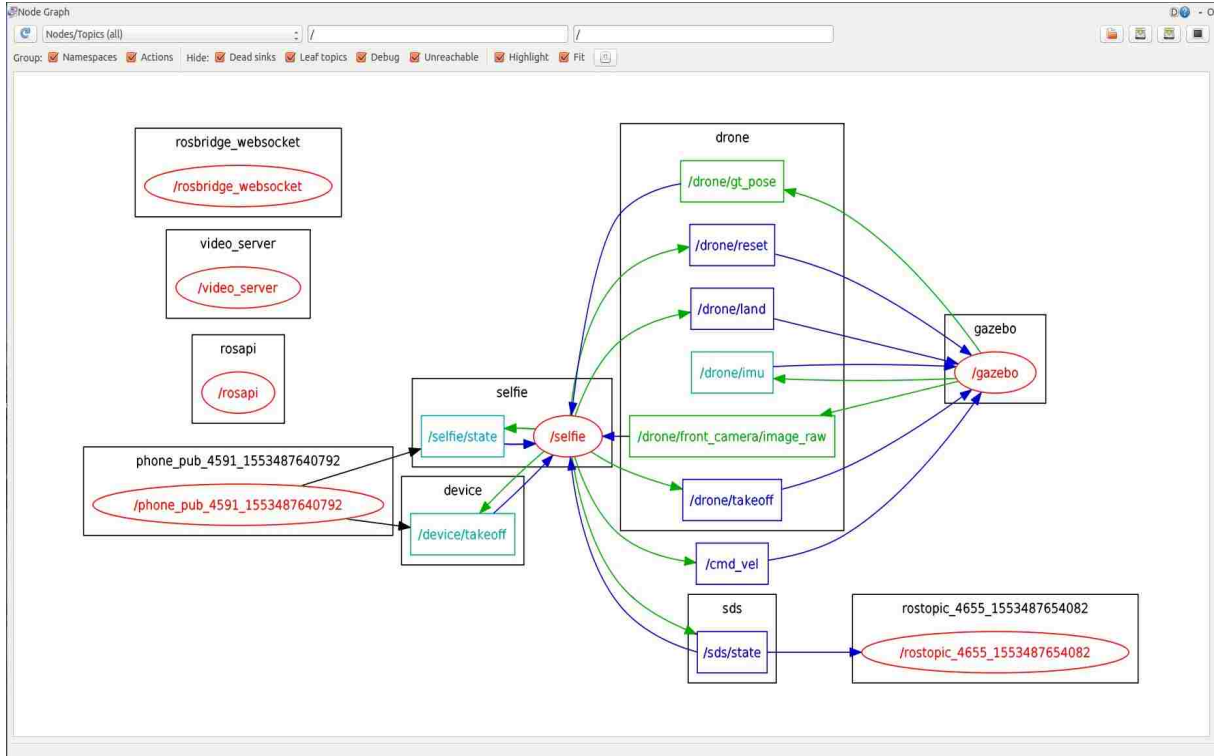 Node Graph
D - O
Nodes/Topics (all) / /
Group: Namespaces Actions Hide: Dead sinks Leaf topics Debug Unreachable Highlight Fit
rosbridge_websocket
/rosbridge_websocket
video_server
/video_server
rosapi
/rosapi
phone_pub_4591_1553487640792
/phone_pub_4591_1553487640792
selfie
/selfie/state
/selfie
device
/device/takeoff
drone
/drone/gt_pose
/drone/reset
/drone/land
/drone/imu
/drone/front_camera/image_raw
/drone/takeoff
/cmd_vel
sds
/sds/state
gazebo
/gazebo
rostopic_4655_1553487654082
/rostopic_4655_1553487654082